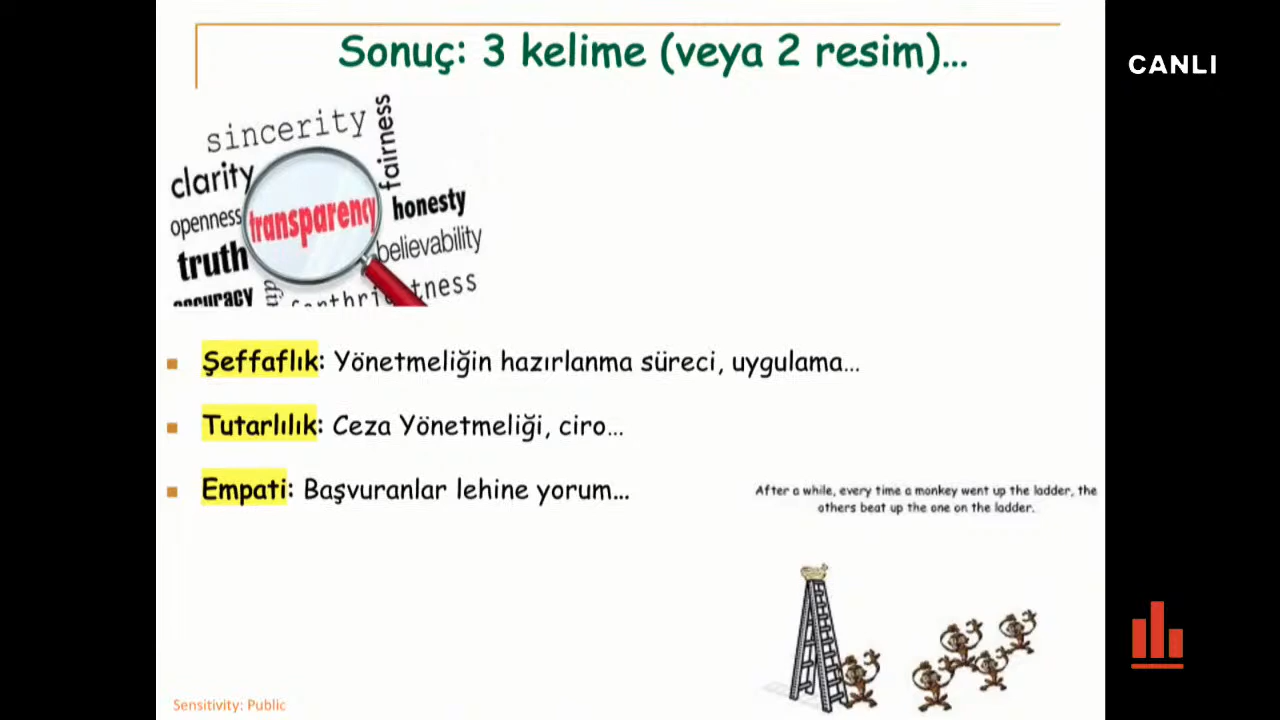 Sonuç: 3 kelime (veya 2 resim)…
CANLI
sincerity
fairness
clarity
openness
transparency
honesty
truth
believability
accuracy
Şeffaflık: Yönetmeliğin hazırlanma süreci, uygulama…
Tutarlılık: Ceza Yönetmeliği, ciro…
Empati: Başvuranlar lehine yorum…
After a while, every time a monkey went up the ladder, the
others beat up the one on the ladder.
Sensitivity: Public